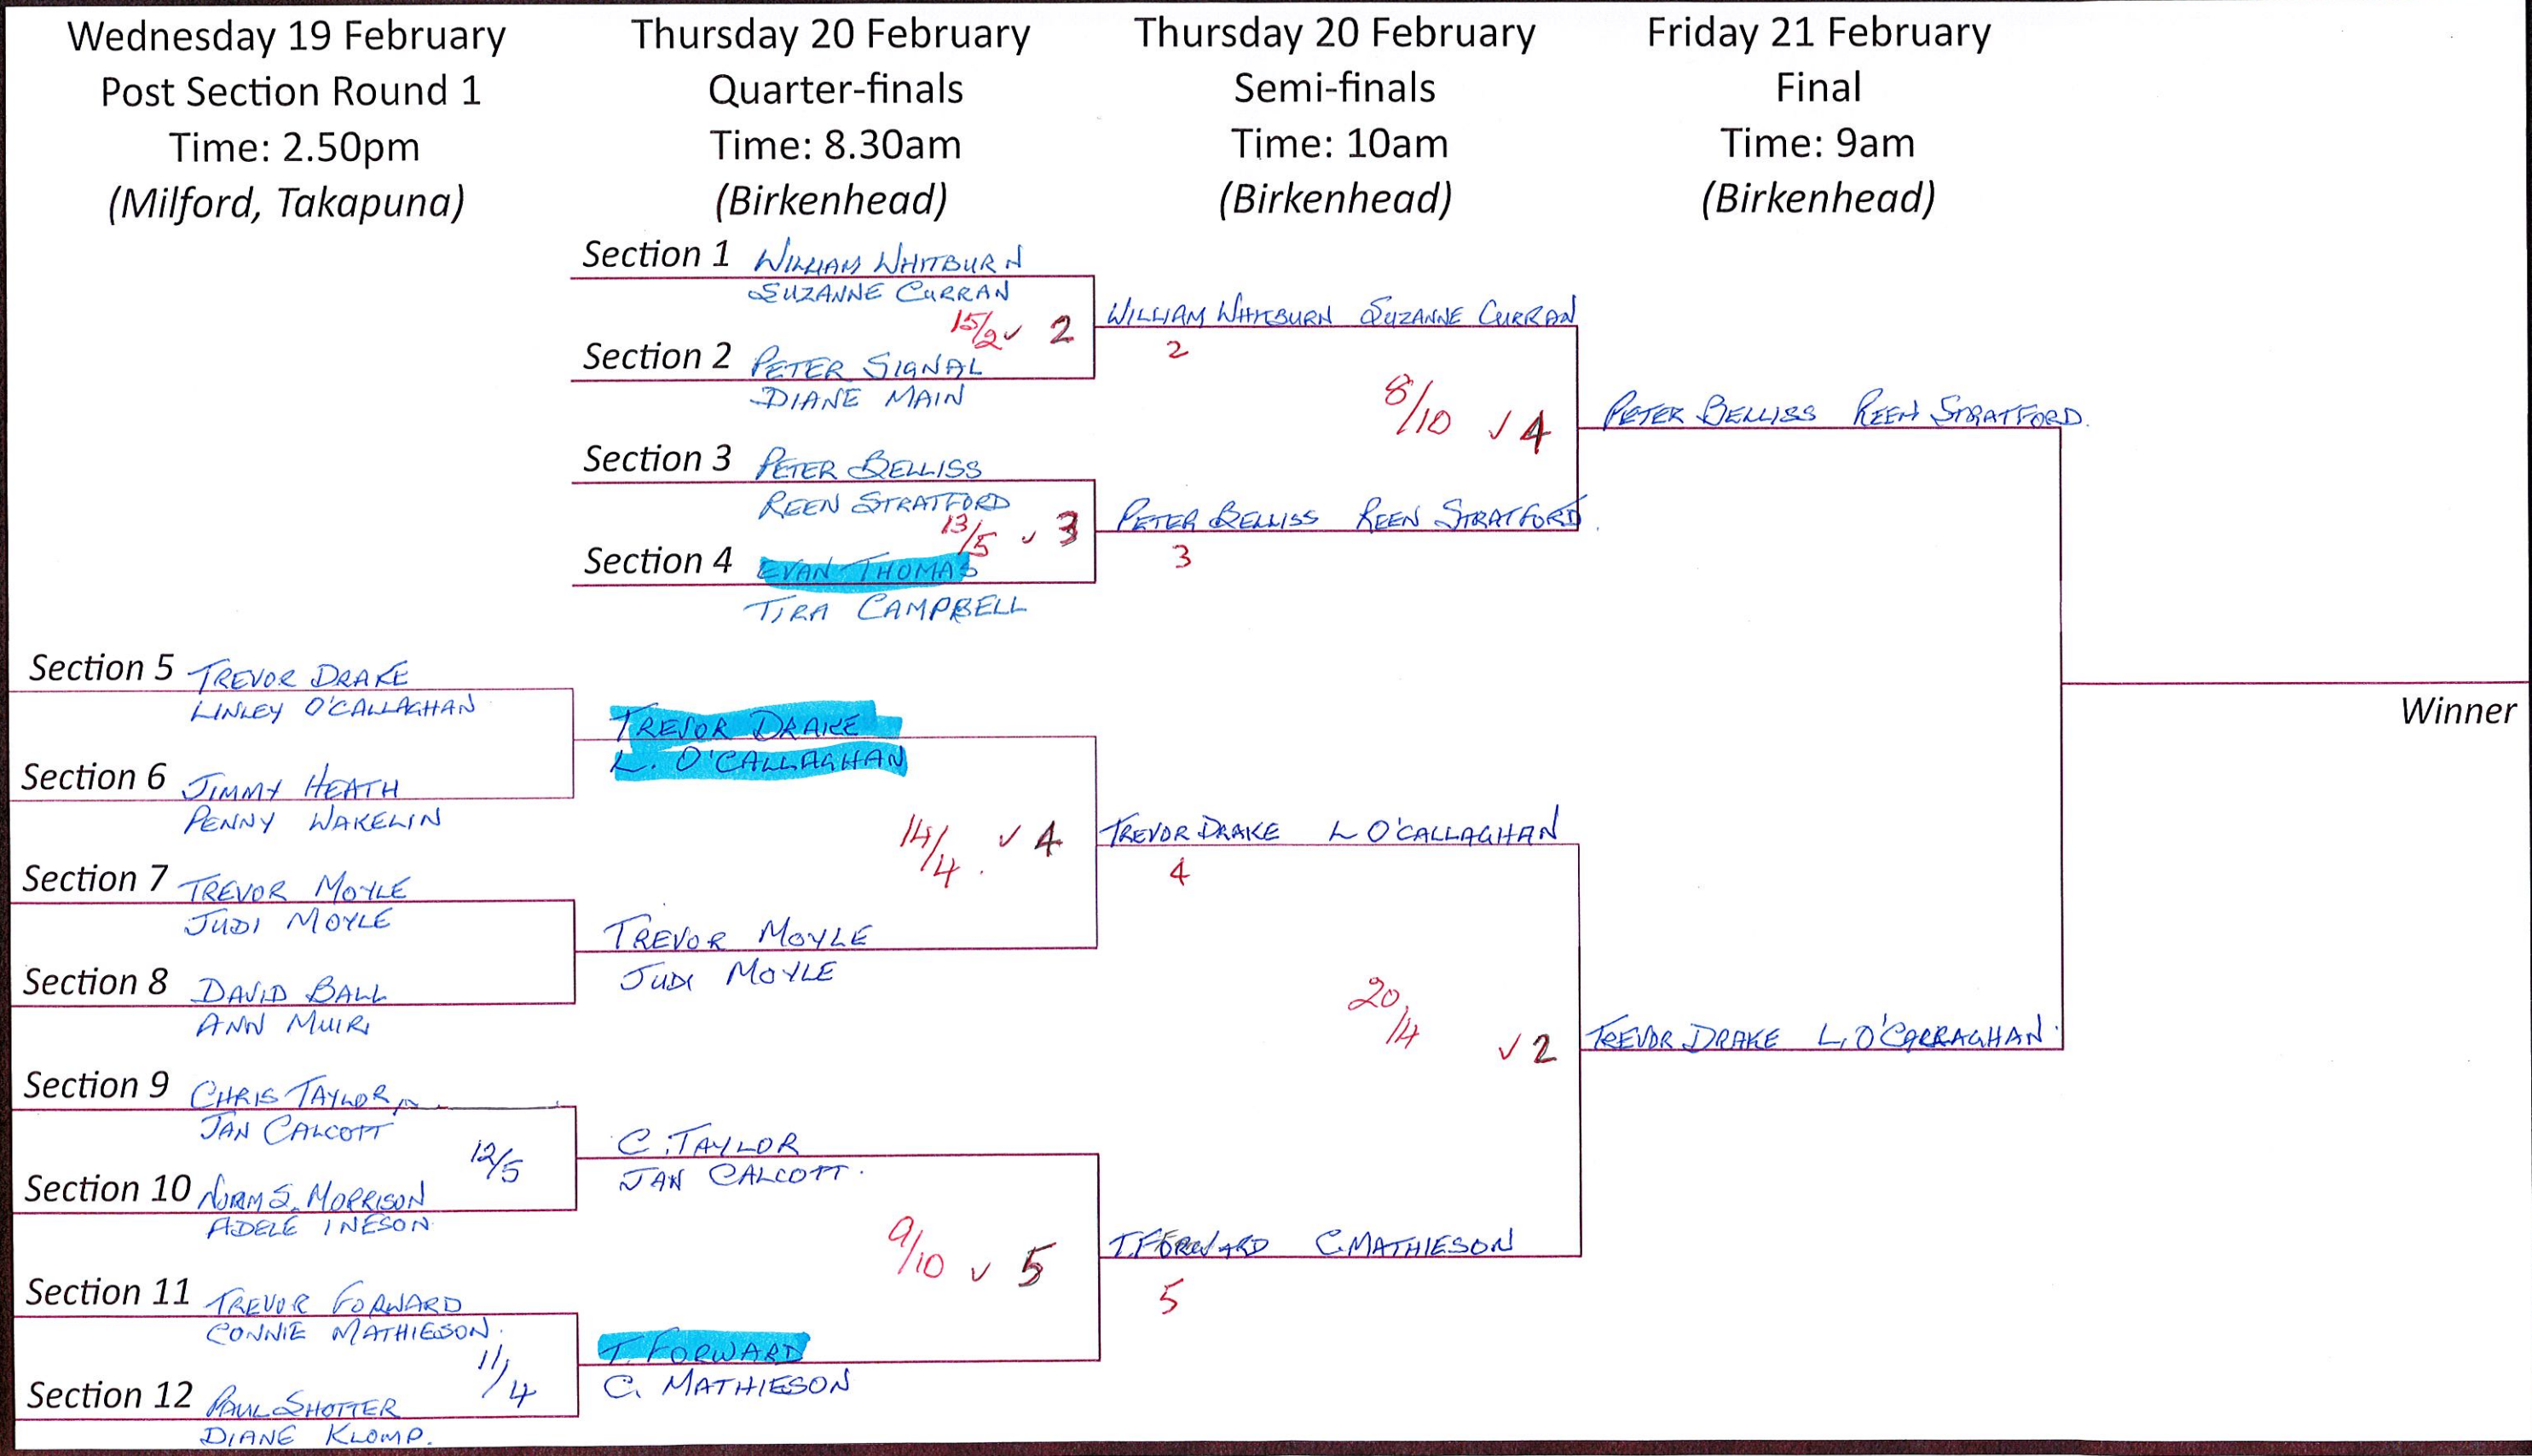 Wednesday 19 February
Post Section Round 1
Time: 2.50pm
(Milford, Takapuna)
Thursday 20 February
Quarter-finals
Time: 8.30am
(Birkenhead)
Thursday 20 February
Semi-finals
Time: 10am
(Birkenhead)
Friday 21 February
Final
Time: 9am
(Birkenhead)
Section 1 WILLIAM WHITBURN
SUZANNE CURRAN
15/2 ✓ 2
Section 2 PETER SIGNAL
DIANE MAIN
Section 3 PETER BELLISS
REEN STRATFORD
13/5 ✓ 3
Section 4 EVAN THOMAS
TIRA CAMPBELL
Section 5 TREVOR DRAKE
LINLEY O'CALLAGHAN
Section 6 JIMMY HEATH
PENNY WAKELIN
Section 7 TREVOR MOYLE
JUDI MOYLE
Section 8 DAVID BALL
ANN MUIR
Section 9 CHRIS TAYLOR
JAN CALCOTT
12/5
Section 10 NORM S. MORRISON
ADELE INESON
Section 11 TREVOR FORWARD
CONNIE MATHIESON.
11/4
Section 12 PAUL SHOTTER
DIANE KLOMP.
TREVOR DRAKE
L. O'CALLAGHAN
14/4. ✓ 4
TREVOR MOYLE
JUDI MOYLE
C. TAYLOR
JAN CALCOTT.
9/10 ✓ 5
T. FORWARD
C. MATHIESON
WILLIAM WHITBURN SUZANNE CURRAN
2
8/10 ✓ 4
PETER BELLISS REEN STRATFORD
3
TREVOR DRAKE L O'CALLAGHAN
4
20/14 ✓ 2
T. FORWARD C. MATHIESON
5
PETER BELLISS REEN STRATFORD.
TREVOR DRAKE L. O'CARRAGHAN.
Winner